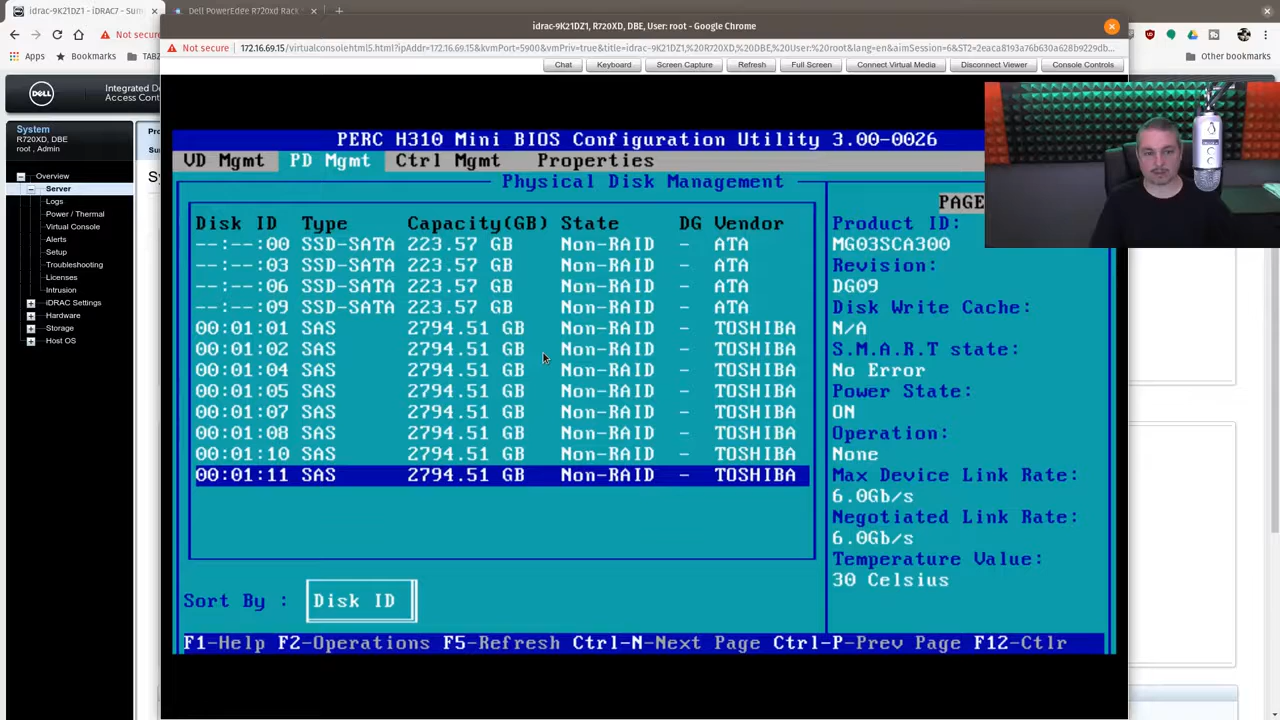 idrac-9K21DZ1 - iDRAC7 - Sum
Dell PowerEdge R720xd Rack
idrac-9K21DZ1, R720XD, DBE, User: root - Google Chrome
Not secure
Not secure
172.16.69.15/virtualconsolehtml5.html?ipAddr=172.16.69.15&kvmPort=5900&vmPriv=true&title=idrac-9K21DZ1,%20R720XD,%20DBE,%20User:%20root&lang=en&aimSession=6&ST2=2eaca8193a76b630a628b9229db...
Apps
Bookmarks
Other bookmarks
Chat
Keyboard
Screen Capture
Refresh
Full Screen
Connect Virtual Media
Disconnect Viewer
Console Controls
DELL
Integrated De
Access Cont
System
R720XD, DBE
root , Admin
Overview
Server
Logs
Power / Thermal
Virtual Console
Alerts
Setup
Troubleshooting
Licenses
Intrusion
iDRAC Settings
Hardware
Storage
Host OS
PERC H310 Mini BIOS Configuration Utility 3.00-0026
VD Mgmt PD Mgmt Ctrl Mgmt Properties
Physical Disk Management
Disk ID Type Capacity(GB) State DG Vendor
--:--:00 SSD-SATA 223.57 GB Non-RAID - ATA
--:--:03 SSD-SATA 223.57 GB Non-RAID - ATA
--:--:06 SSD-SATA 223.57 GB Non-RAID - ATA
--:--:09 SSD-SATA 223.57 GB Non-RAID - ATA
00:01:01 SAS 2794.51 GB Non-RAID - TOSHIBA
00:01:02 SAS 2794.51 GB Non-RAID - TOSHIBA
00:01:04 SAS 2794.51 GB Non-RAID - TOSHIBA
00:01:05 SAS 2794.51 GB Non-RAID - TOSHIBA
00:01:07 SAS 2794.51 GB Non-RAID - TOSHIBA
00:01:08 SAS 2794.51 GB Non-RAID - TOSHIBA
00:01:10 SAS 2794.51 GB Non-RAID - TOSHIBA
00:01:11 SAS 2794.51 GB Non-RAID - TOSHIBA
Sort By : Disk ID
PAGE
Product ID:
MG03SCA300
Revision:
DG09
Disk Write Cache:
N/A
S.M.A.R.T state:
No Error
Power State:
ON
Operation:
None
Max Device Link Rate:
6.0Gb/s
Negotiated Link Rate:
6.0Gb/s
Temperature Value:
30 Celsius
F1-Help F2-Operations F5-Refresh Ctrl-N-Next Page Ctrl-P-Prev Page F12-Ctlr